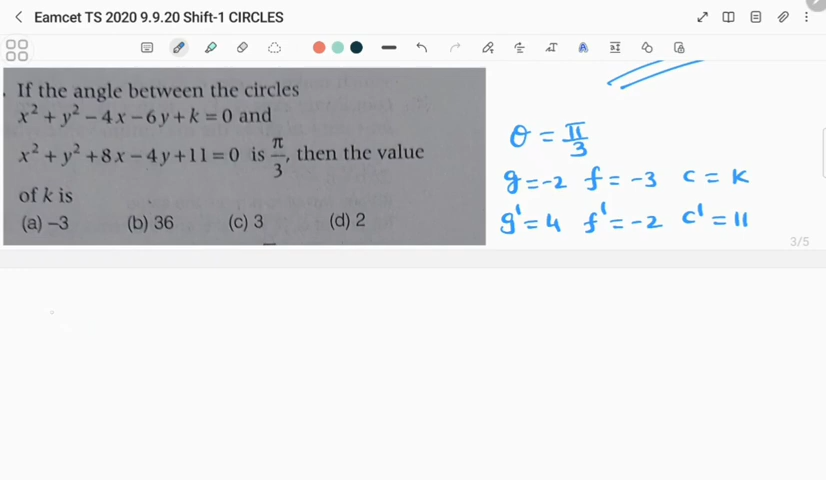 Eamcet TS 2020 9.9.20 Shift-1 CIRCLES
. If the angle between the circles
x² + y² − 4x − 6y + k = 0 and
x² + y² + 8x − 4y + 11 = 0 is π/3, then the value
of k is
(a) −3 (b) 36 (c) 3 (d) 2
θ = π/3
g = -2 f = -3 c = k
g' = 4 f' = -2 c' = 11
3/5